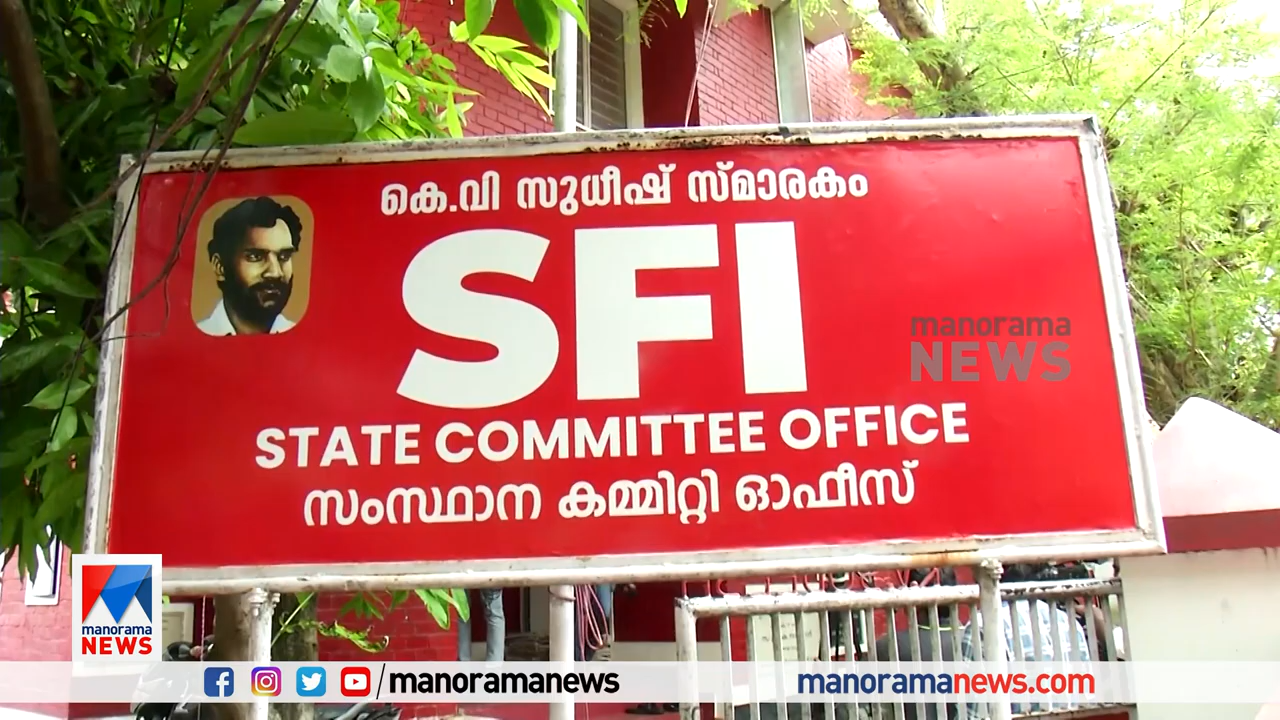 കെ.വി സുധീഷ് സ്മാരകം
SFI
manorama
NEWS
STATE COMMITTEE OFFICE
സംസ്ഥാന കമ്മിറ്റി ഓഫീസ്
manorama
NEWS
manoramanews
manoramanews.com